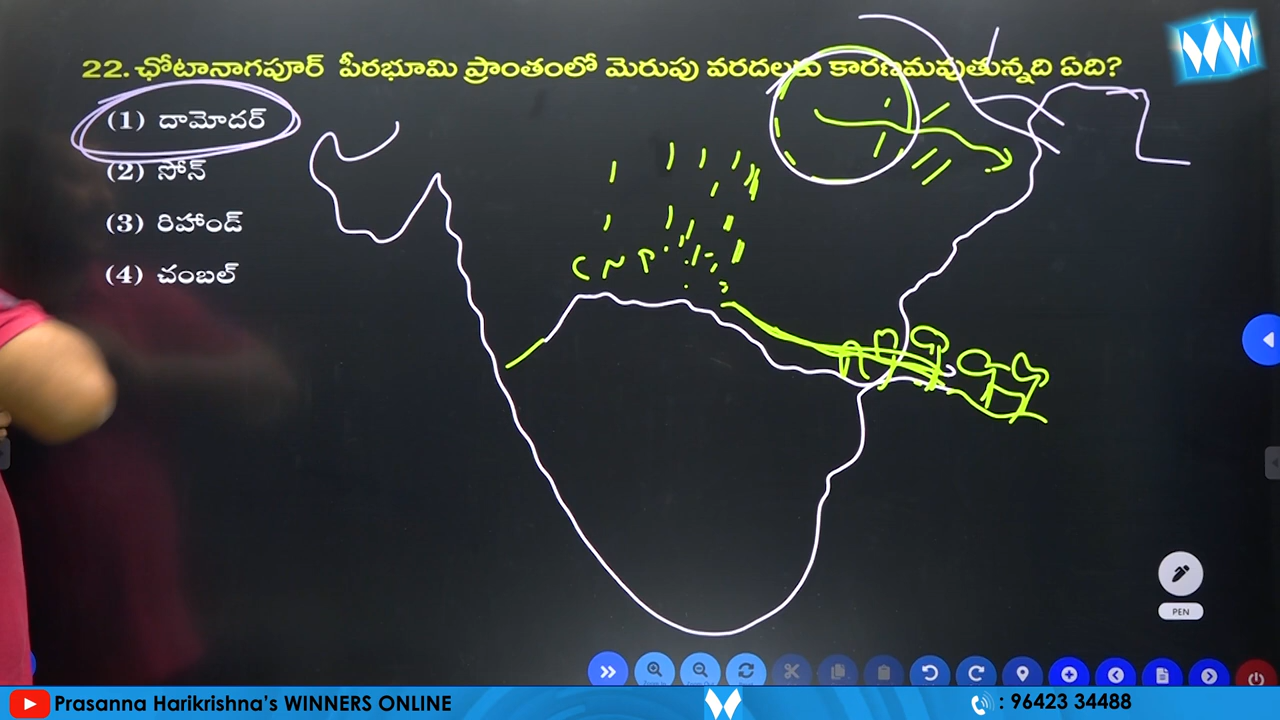 22. ఛోటానాగపూర్ పీఠభూమి ప్రాంతంలో మెరుపు వరదలకు కారణమవుతున్నది ఏది?
(1) దామోదర్
(2) సోన్
(3) రిహాండ్
(4) చంబల్
C N P
PEN
Prasanna Harikrishna's WINNERS ONLINE
: 96423 34488